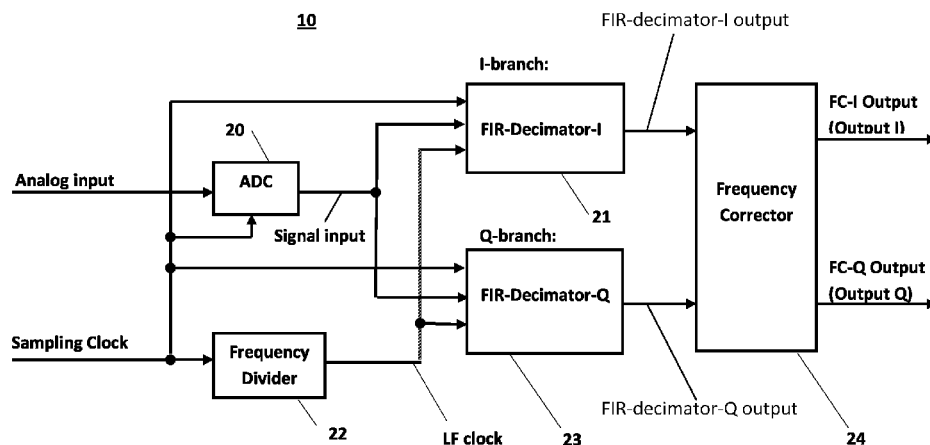 10
FIR-decimator-I output
I-branch:
FIR-Decimator-I
FC-I Output
(Output I)
20
ADC
Analog input
Signal input
21
Frequency
Corrector
Q-branch:
FIR-Decimator-Q
FC-Q Output
(Output Q)
Sampling Clock
Frequency
Divider
22
LF clock
23
FIR-decimator-Q output
24